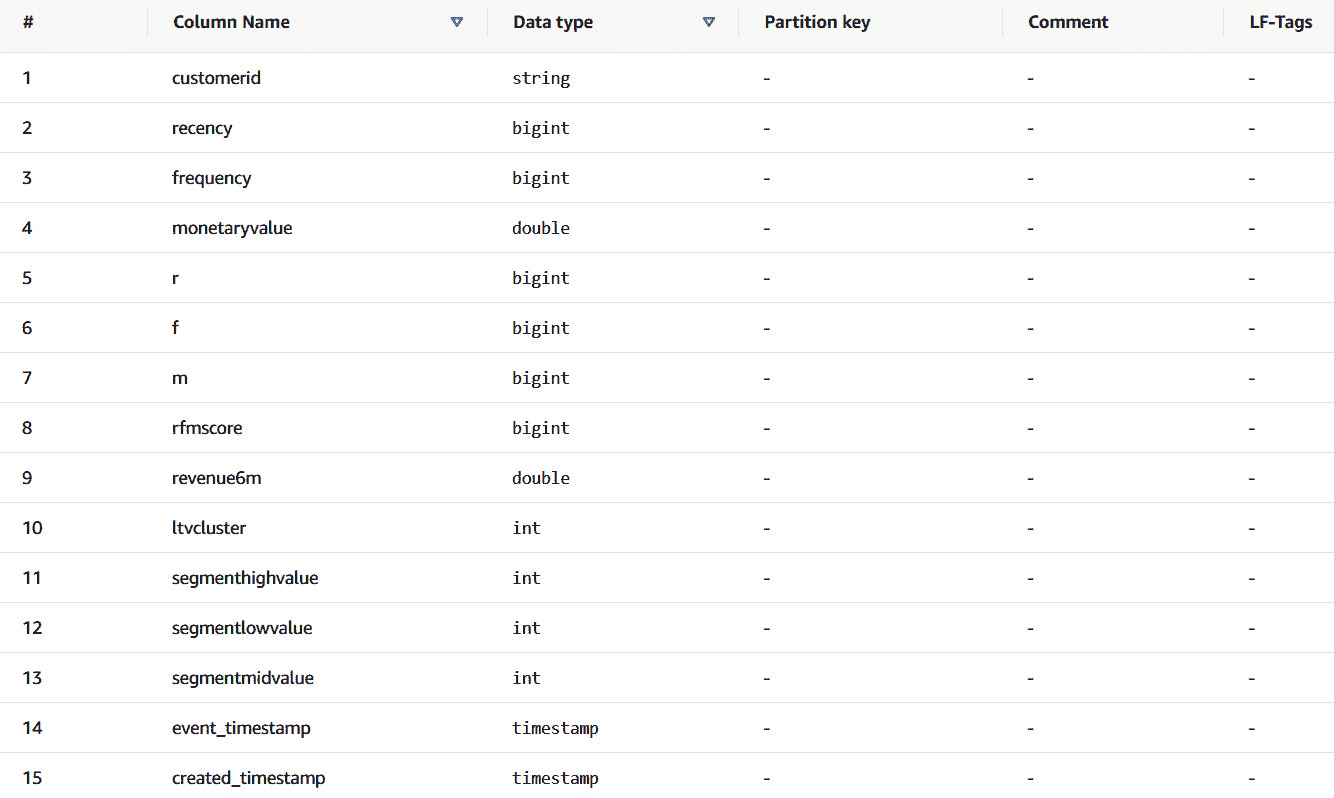 # Column Name Data type Partition key Comment LF-Tags
1 customerid string - - -
2 recency bigint - - -
3 frequency bigint - - -
4 monetaryvalue double - - -
5 r bigint - - -
6 f bigint - - -
7 m bigint - - -
8 rfmscore bigint - - -
9 revenue6m double - - -
10 ltvcluster int - - -
11 segmenthighvalue int - - -
12 segmentlowvalue int - - -
13 segmentmidvalue int - - -
14 event_timestamp timestamp - - -
15 created_timestamp timestamp - - -